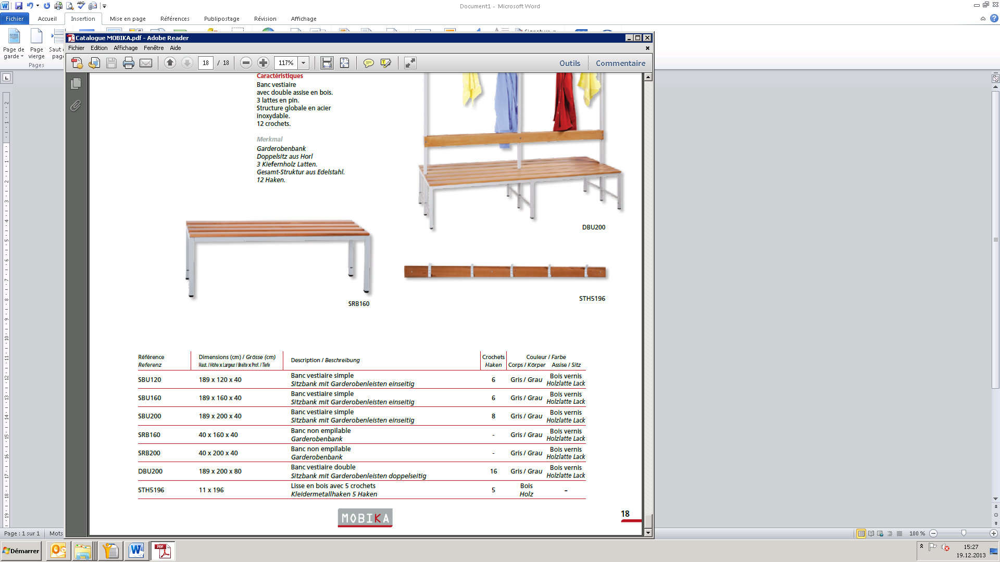 Document1 - Microsoft Word
Fichier Accueil Insertion Mise en page Références Publipostage Révision Affichage
Page de garde
Page vierge
Pages
Catalogue MOBIKA.pdf - Adobe Reader
Fichier Edition Affichage Fenêtre Aide
18 / 18 117% Outils Commentaire
Caractéristiques
Banc vestiaire
avec double assise en bois.
3 lattes en pin.
Structure globale en acier
inoxydable.
12 crochets.
Merkmal
Garderobenbank
Doppelsitz aus Horl
3 Kiefernholz Latten.
Gesamt-Struktur aus Edelstahl.
12 Haken.
DBU200
SRB160
STH5196
Référence Dimensions (cm) / Grösse (cm) Description / Beschreibung Crochets Couleur / Farbe
Referenz Haut. / Höhe x Largeur / Breite x Prof. / Tiefe Haken Corps / Körper Assise / Sitz
SBU120 189 x 120 x 40 Banc vestiaire simple 6 Gris / Grau Bois vernis
Sitzbank mit Garderobenleisten einseitig Holzlatte Lack
SBU160 189 x 160 x 40 Banc vestiaire simple 6 Gris / Grau Bois vernis
Sitzbank mit Garderobenleisten einseitig Holzlatte Lack
SBU200 189 x 200 x 40 Banc vestiaire simple 8 Gris / Grau Bois vernis
Sitzbank mit Garderobenleisten einseitig Holzlatte Lack
SRB160 40 x 160 x 40 Banc non empilable - Gris / Grau Bois vernis
Garderobenbank Holzlatte Lack
SRB200 40 x 200 x 40 Banc non empilable - Gris / Grau Bois vernis
Garderobenbank Holzlatte Lack
DBU200 189 x 200 x 80 Banc vestiaire double 16 Gris / Grau Bois vernis
Sitzbank mit Garderobenleisten doppelseitig Holzlatte Lack
STH5196 11 x 196 Lisse en bois avec 5 crochets 5 Bois -
Kleidermetallhaken 5 Haken Holz
MOBIKA
18
Page : 1 sur 1 Mots 100 %
Démarrer 15:27
19.12.2013